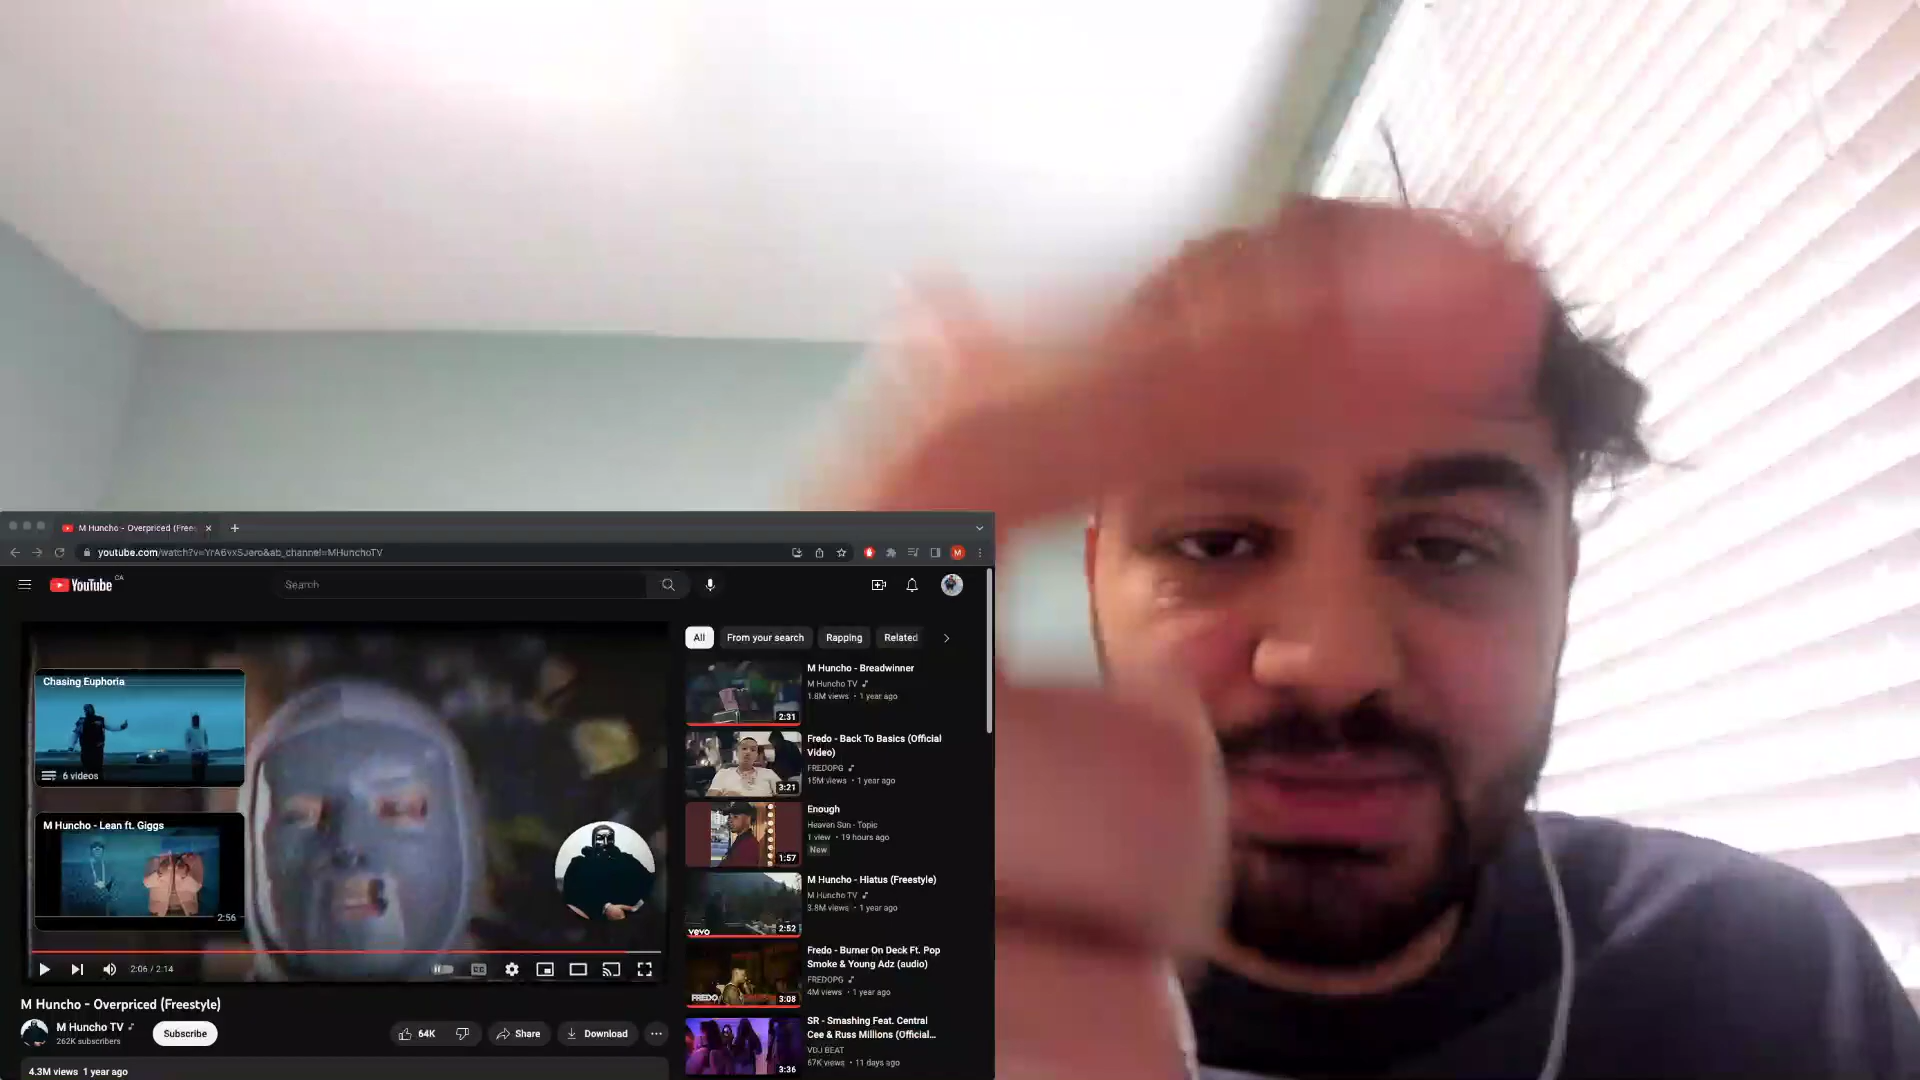 M Huncho - Overpriced (Free
youtube.com/watch?v=YrA6vxSJero&ab_channel=MHunchoTV
M
YouTube CA
Search
All
From your search
Rapping
Related
Chasing Euphoria
6 videos
M Huncho - Lean ft. Giggs
2:56
2:06 / 2:14
M Huncho - Overpriced (Freestyle)
M Huncho TV
262K subscribers
Subscribe
64K
Share
Download
4.3M views 1 year ago
M Huncho - Breadwinner
M Huncho TV
1.8M views • 1 year ago
2:31
Fredo - Back To Basics (Official
Video)
FREDOPG
15M views • 1 year ago
3:21
Enough
Heaven Sun - Topic
1 view • 19 hours ago
New
1:57
M Huncho - Hiatus (Freestyle)
M Huncho TV
3.8M views • 1 year ago
vevo
2:52
Fredo - Burner On Deck Ft. Pop
Smoke & Young Adz (audio)
FREDOPG
4M views • 1 year ago
FREDO
3:08
SR - Smashing Feat. Central
Cee & Russ Millions (Official...
VDJ BEAT
67K views • 11 days ago
3:36